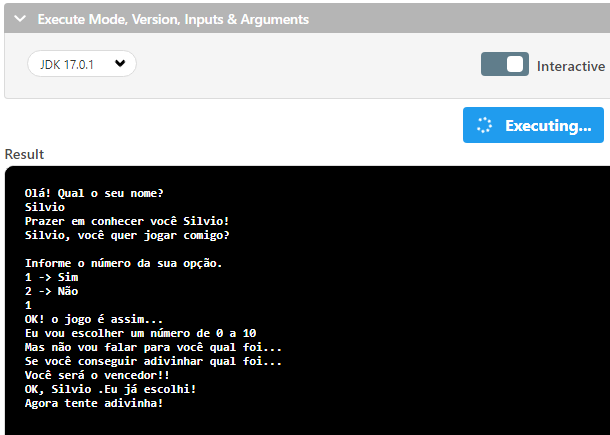 Execute Mode, Version, Inputs & Arguments
JDK 17.0.1
Interactive
Executing...
Result
Olá! Qual o seu nome?
Silvio
Prazer em conhecer você Silvio!
Silvio, você quer jogar comigo?
Informe o número da sua opção.
1 -> Sim
2 -> Não
1
OK! o jogo é assim...
Eu vou escolher um número de 0 a 10
Mas não vou falar para você qual foi...
Se você conseguir adivinhar qual foi...
Você será o vencedor!!
OK, Silvio .Eu já escolhi!
Agora tente adivinha!